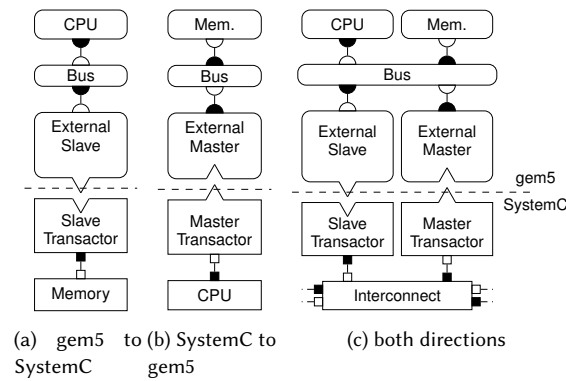 CPU
Mem.
CPU
Mem.
Bus
Bus
Bus
External
Slave
External
Master
External
Slave
External
Master
gem5
SystemC
Slave
Transactor
Master
Transactor
Slave
Transactor
Master
Transactor
Memory
CPU
Interconnect
(a) gem5 to
SystemC
(b) SystemC to
gem5
(c) both directions